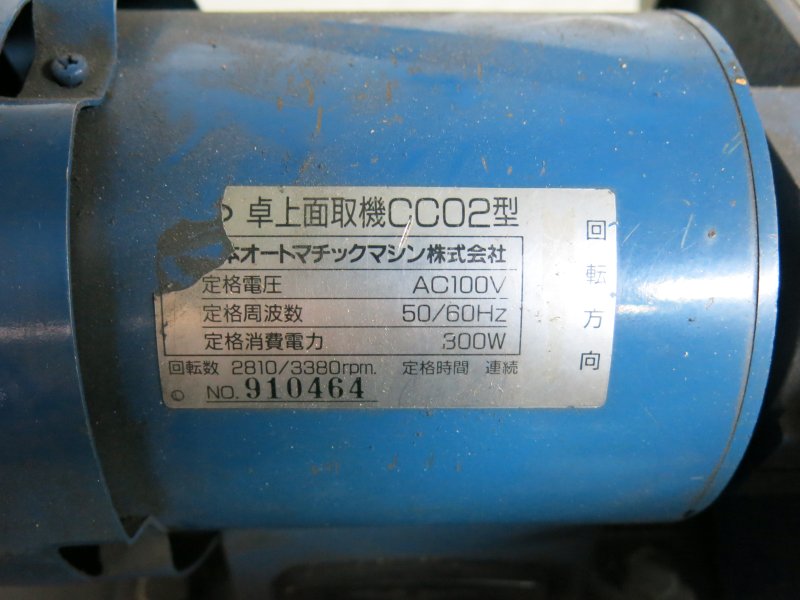 卓上面取機CC02型
本オートマチックマシン株式会社
定格電圧 AC100V
定格周波数 50/60Hz
定格消費電力 300W
回転数 2810/3380rpm. 定格時間 連続
NO. 910464
回転方向